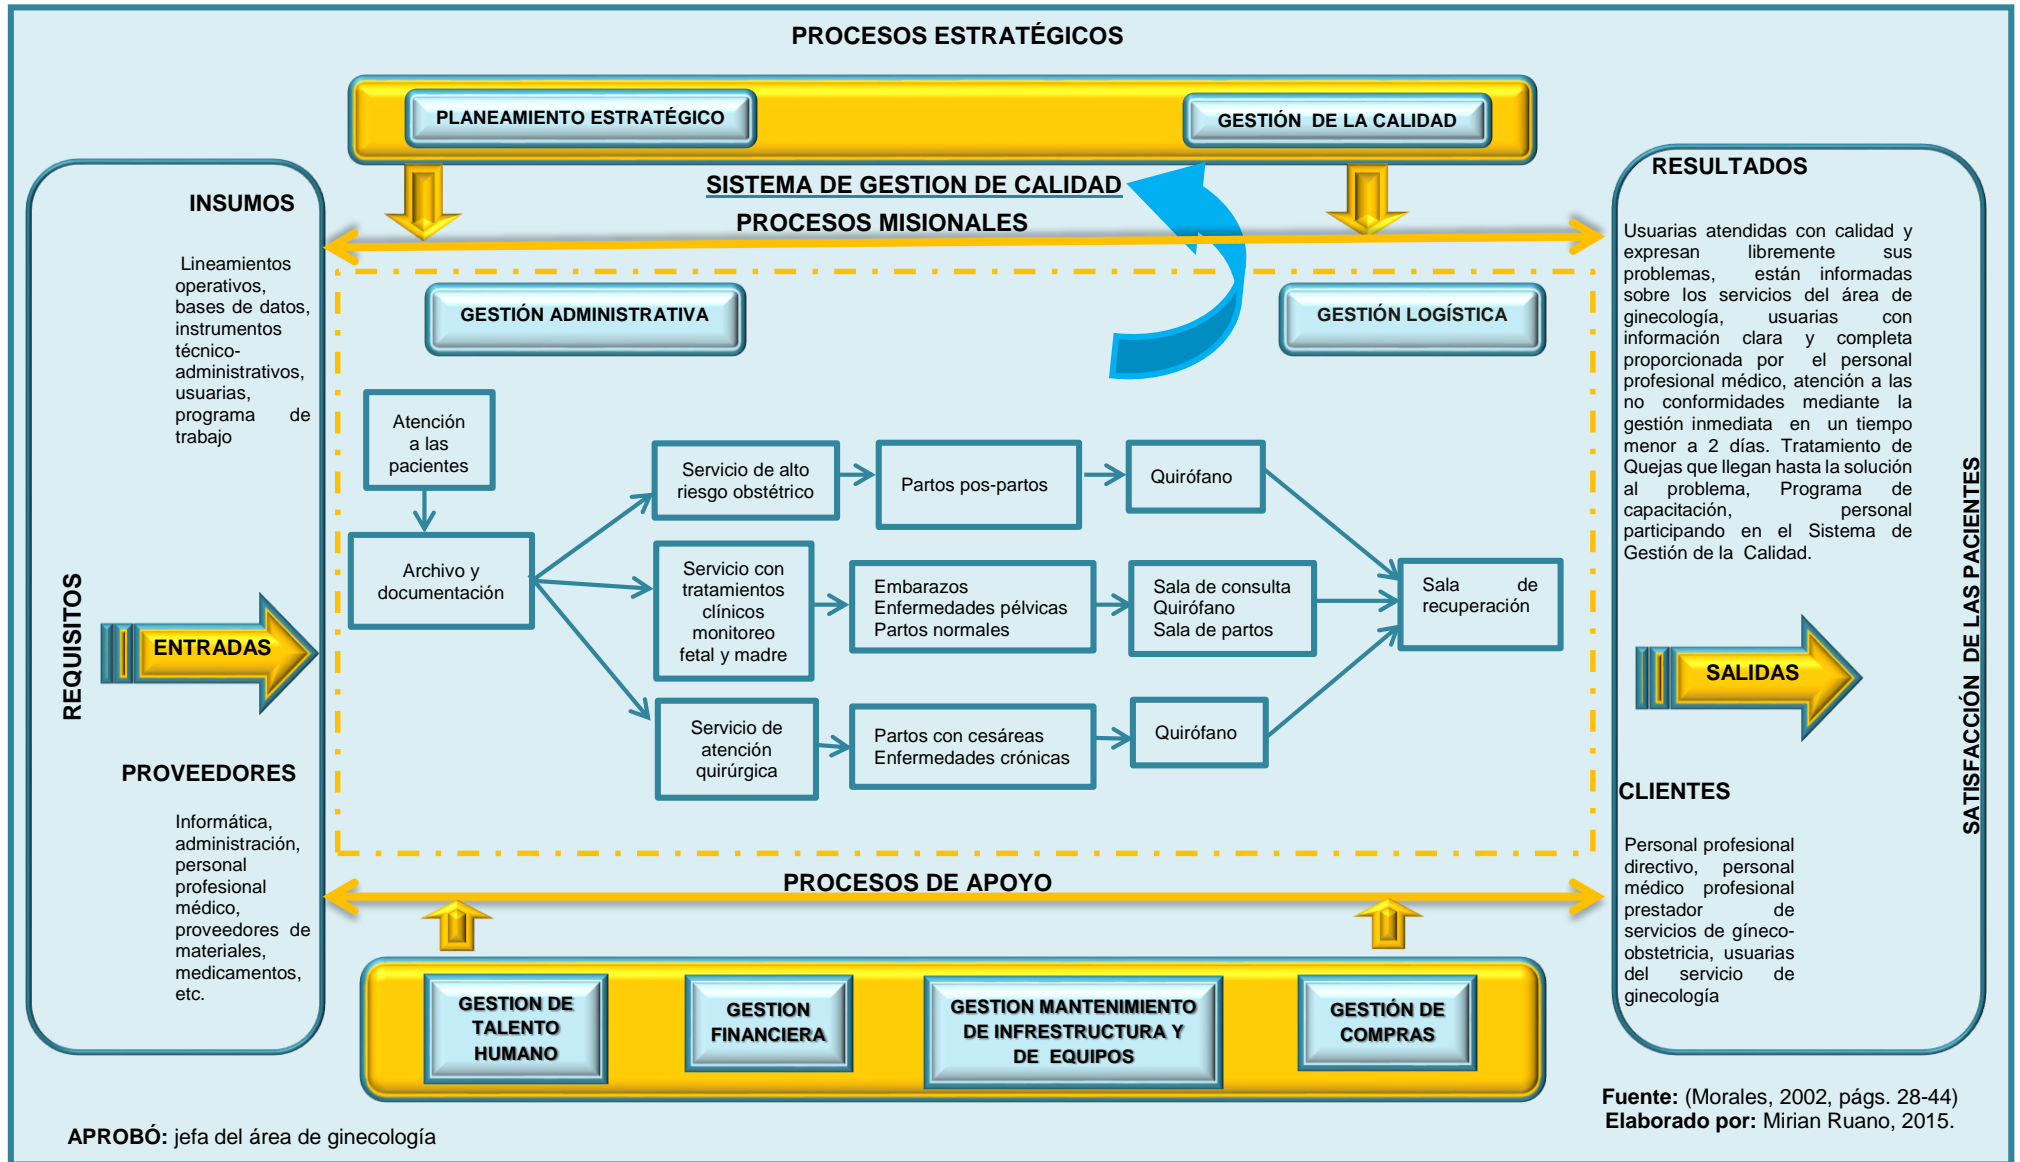 PROCESOS ESTRATÉGICOS
PLANEAMIENTO ESTRATÉGICO
GESTIÓN DE LA CALIDAD
SISTEMA DE GESTION DE CALIDAD
PROCESOS MISIONALES
INSUMOS
Lineamientos
operativos,
bases de datos,
instrumentos
técnico-
administrativos,
usuarias,
programa de
trabajo
REQUISITOS
ENTRADAS
PROVEEDORES
Informática,
administración,
personal
profesional
médico,
proveedores de
materiales,
medicamentos,
etc.
GESTIÓN ADMINISTRATIVA
GESTIÓN LOGÍSTICA
Atención
a las
pacientes
Archivo y
documentación
Servicio de alto
riesgo obstétrico
Partos pos-partos
Quirófano
Servicio con
tratamientos
clínicos
monitoreo
fetal y madre
Embarazos
Enfermedades pélvicas
Partos normales
Sala de consulta
Quirófano
Sala de partos
Sala de
recuperación
Servicio de
atención
quirúrgica
Partos con cesáreas
Enfermedades crónicas
Quirófano
RESULTADOS
Usuarias atendidas con calidad y
expresan libremente sus
problemas, están informadas
sobre los servicios del área de
ginecología, usuarias con
información clara y completa
proporcionada por el personal
profesional médico, atención a las
no conformidades mediante la
gestión inmediata en un tiempo
menor a 2 días. Tratamiento de
Quejas que llegan hasta la solución
al problema, Programa de
capacitación, personal
participando en el Sistema de
Gestión de la Calidad.
SALIDAS
SATISFACCIÓN DE LAS PACIENTES
CLIENTES
Personal profesional
directivo, personal
médico profesional
prestador de
servicios de gíneco-
obstetricia, usuarias
del servicio de
ginecología
PROCESOS DE APOYO
GESTION DE
TALENTO
HUMANO
GESTION
FINANCIERA
GESTION MANTENIMIENTO
DE INFRESTRUCTURA Y
DE EQUIPOS
GESTIÓN DE
COMPRAS
Fuente: (Morales, 2002, págs. 28-44)
Elaborado por: Mirian Ruano, 2015.
APROBÓ: jefa del área de ginecología